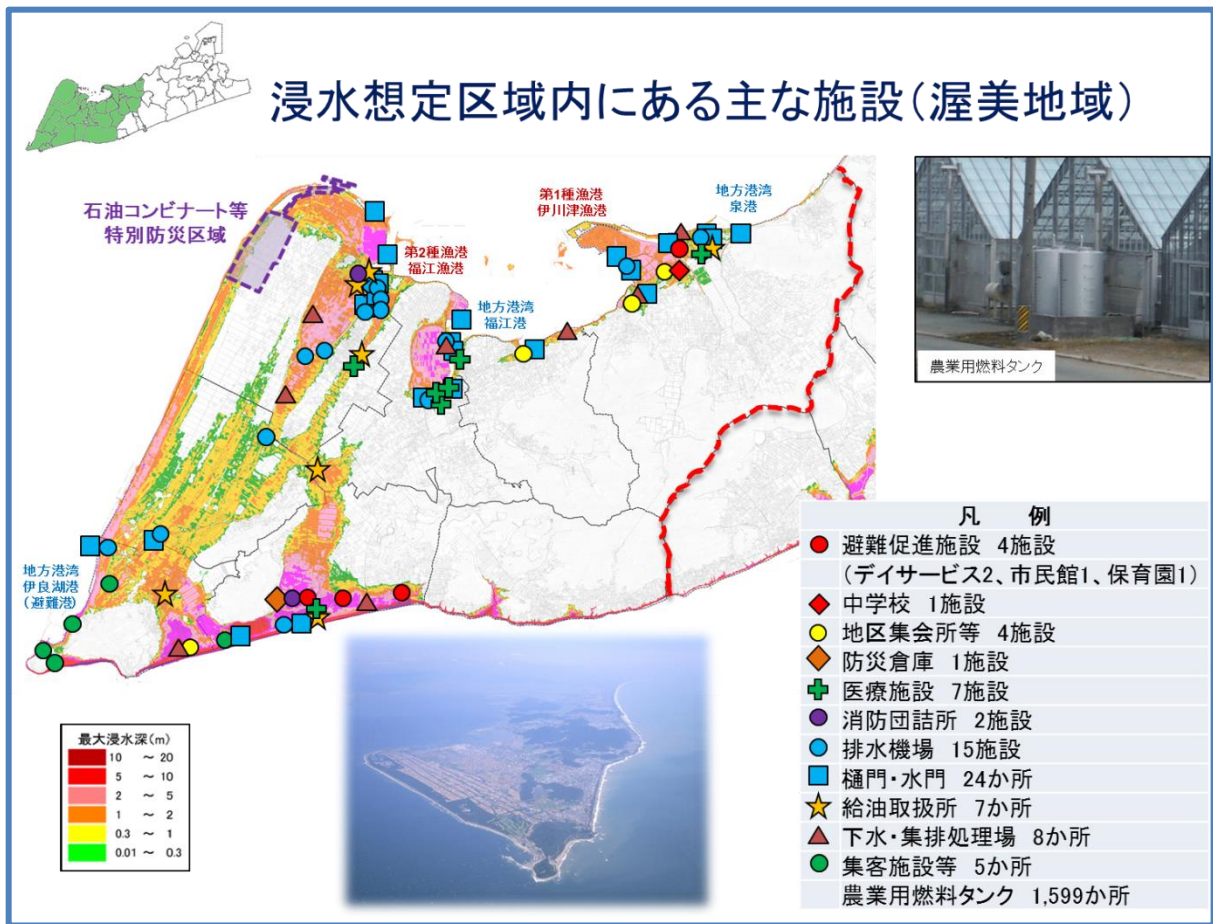 浸水想定区域内にある主な施設(渥美地域)
石油コンビナート等
特別防災区域
第2種漁港
福江漁港
地方港湾
福江港
第1種漁港
伊川津漁港
地方港湾
泉港
農業用燃料タンク
地方港湾
伊良湖港
(避難港)
最大浸水深(m)
10 ～ 20
5 ～ 10
2 ～ 5
1 ～ 2
0.3 ～ 1
0.01 ～ 0.3
凡 例
避難促進施設 4施設
(デイサービス2、市民館1、保育園1)
中学校 1施設
地区集会所等 4施設
防災倉庫 1施設
医療施設 7施設
消防団詰所 2施設
排水機場 15施設
樋門・水門 24か所
給油取扱所 7か所
下水・集排処理場 8か所
集客施設等 5か所
農業用燃料タンク 1,599か所